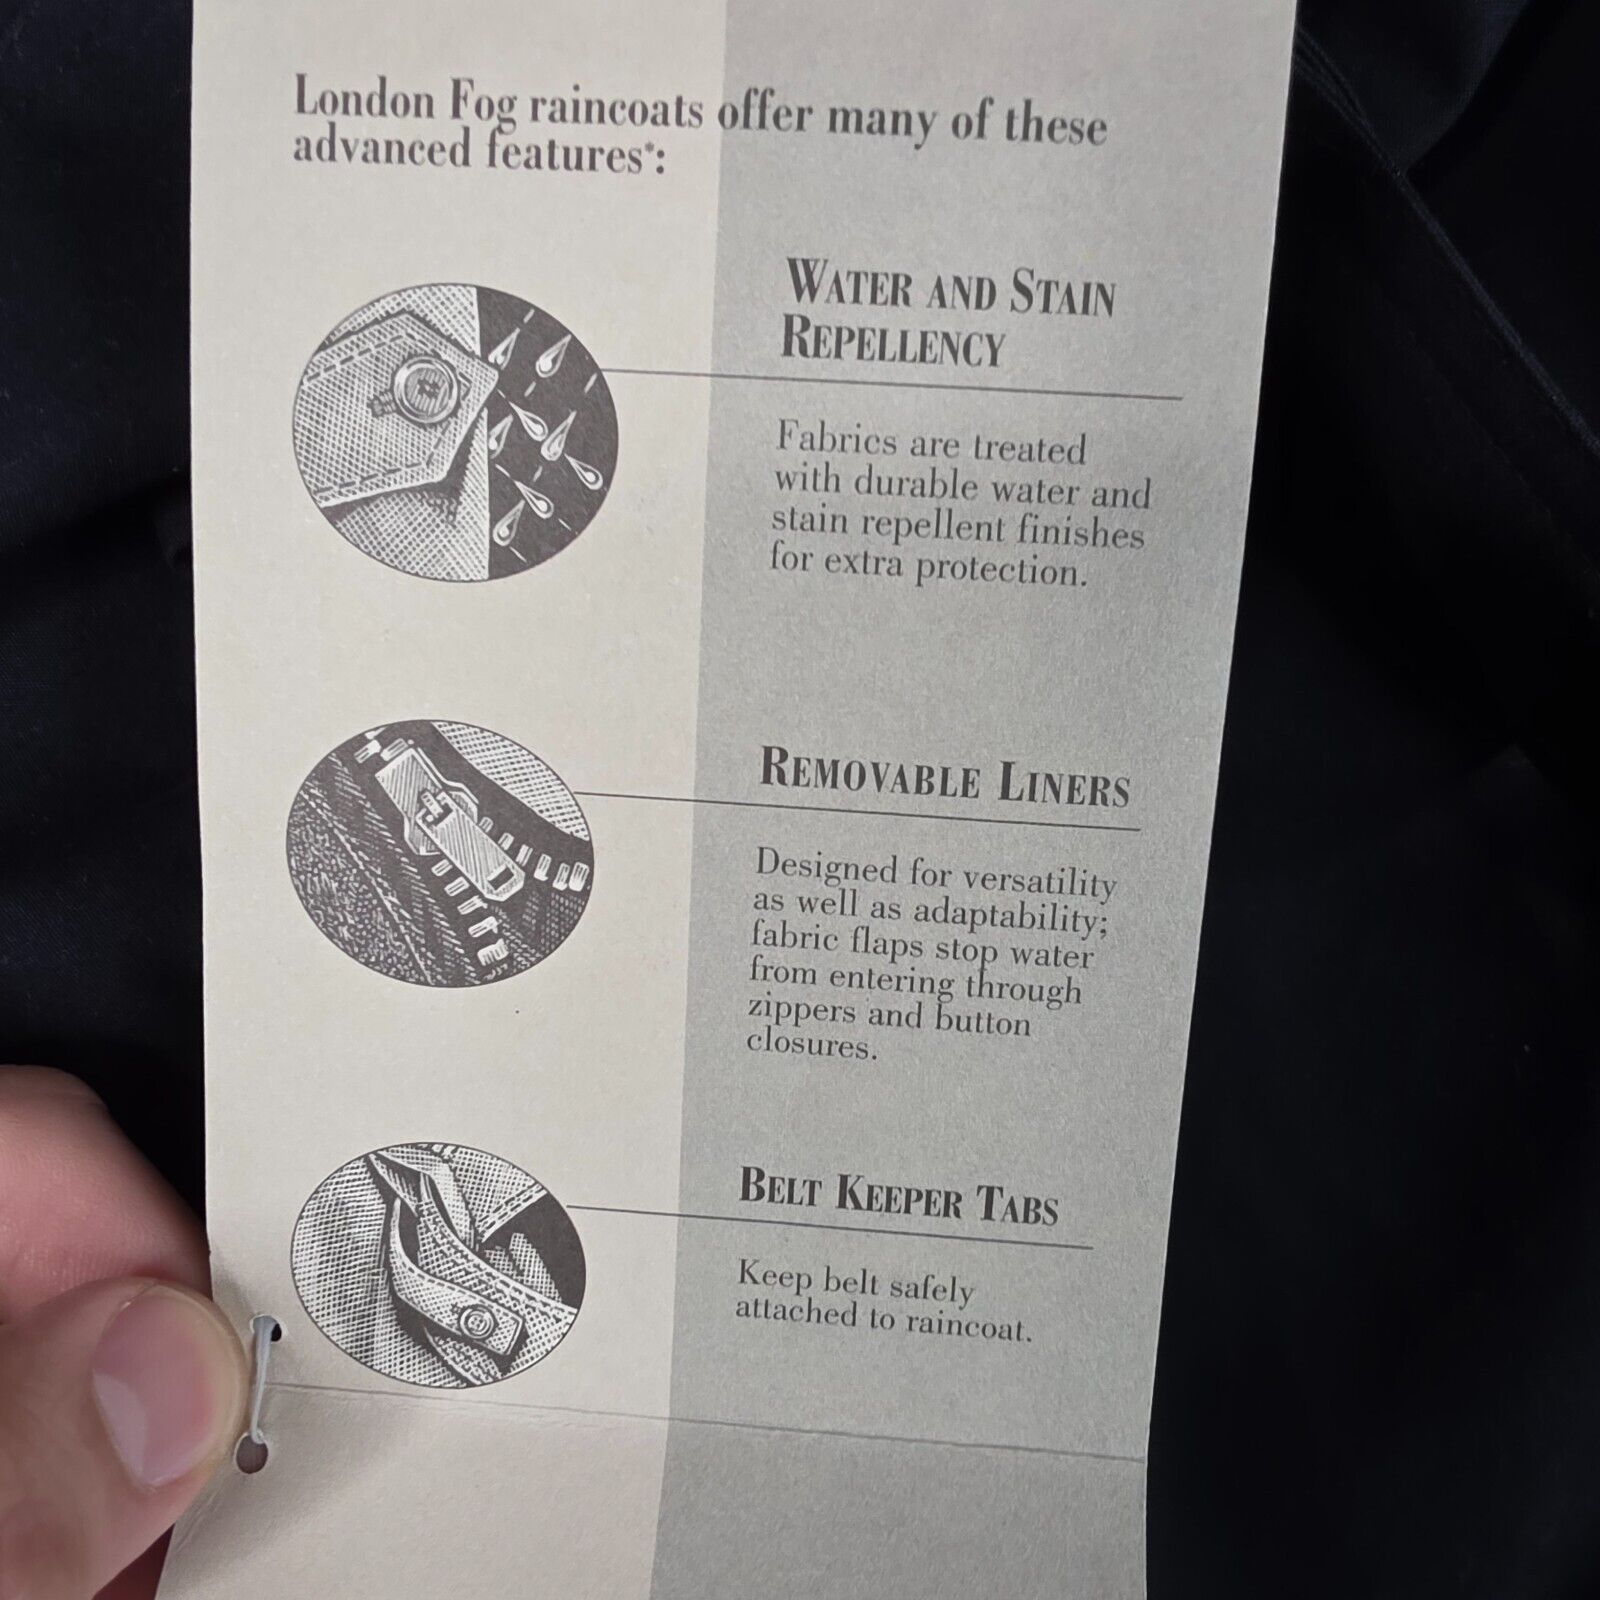 London Fog raincoats offer many of these
advanced features*:
WATER AND STAIN
REPELLENCY
Fabrics are treated
with durable water and
stain repellent finishes
for extra protection.
REMOVABLE LINERS
Designed for versatility
as well as adaptability;
fabric flaps stop water
from entering through
zippers and button
closures.
BELT KEEPER TABS
Keep belt safely
attached to raincoat.